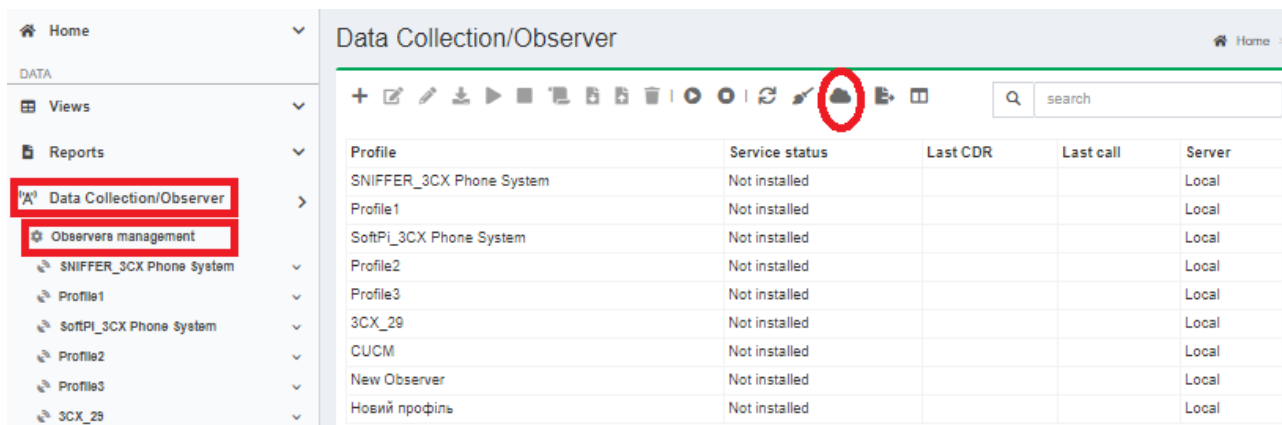 Home
DATA
Views
Reports
Data Collection/Observer
Observers management
SNIFFER_3CX Phone System
Profile1
SoftPi_3CX Phone System
Profile2
Profile3
3CX_29
Data Collection/Observer
Home
search
Profile Service status Last CDR Last call Server
SNIFFER_3CX Phone System Not installed Local
Profile1 Not installed Local
SoftPi_3CX Phone System Not installed Local
Profile2 Not installed Local
Profile3 Not installed Local
3CX_29 Not installed Local
CUCM Not installed Local
New Observer Not installed Local
Новий профіль Not installed Local